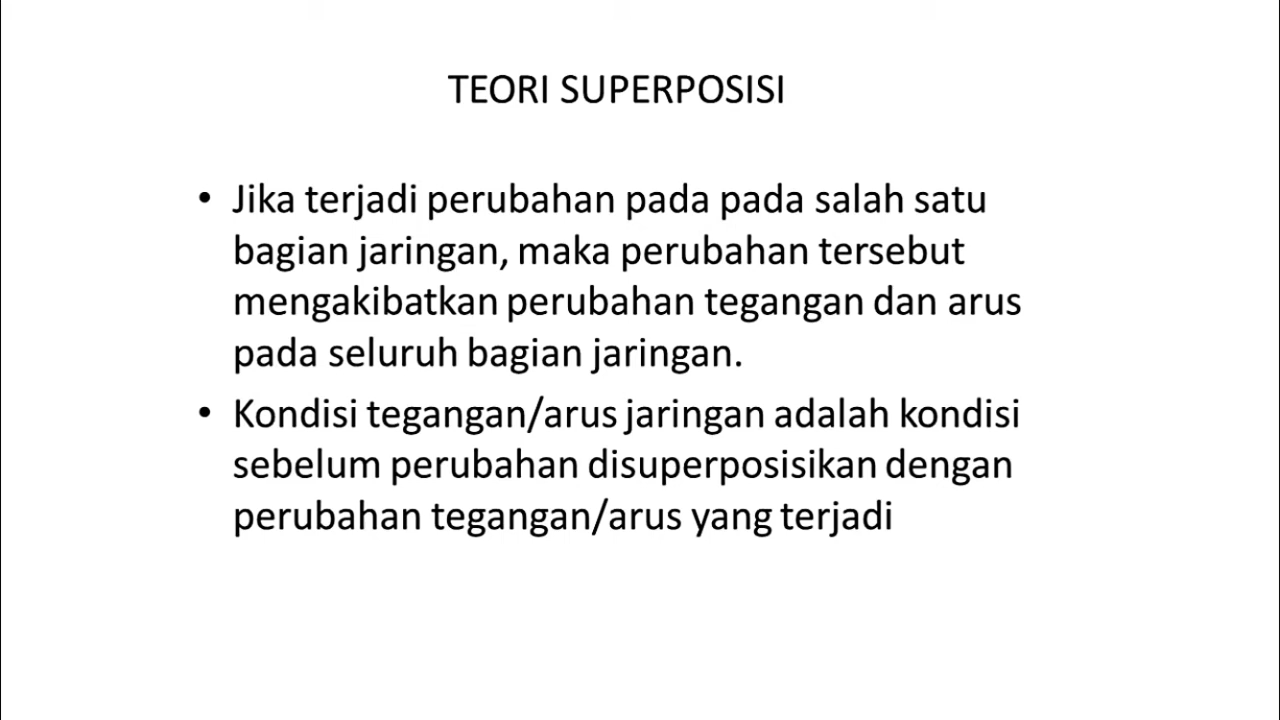 TEORI SUPERPOSISI
• Jika terjadi perubahan pada pada salah satu
bagian jaringan, maka perubahan tersebut
mengakibatkan perubahan tegangan dan arus
pada seluruh bagian jaringan.
• Kondisi tegangan/arus jaringan adalah kondisi
sebelum perubahan disuperposisikan dengan
perubahan tegangan/arus yang terjadi